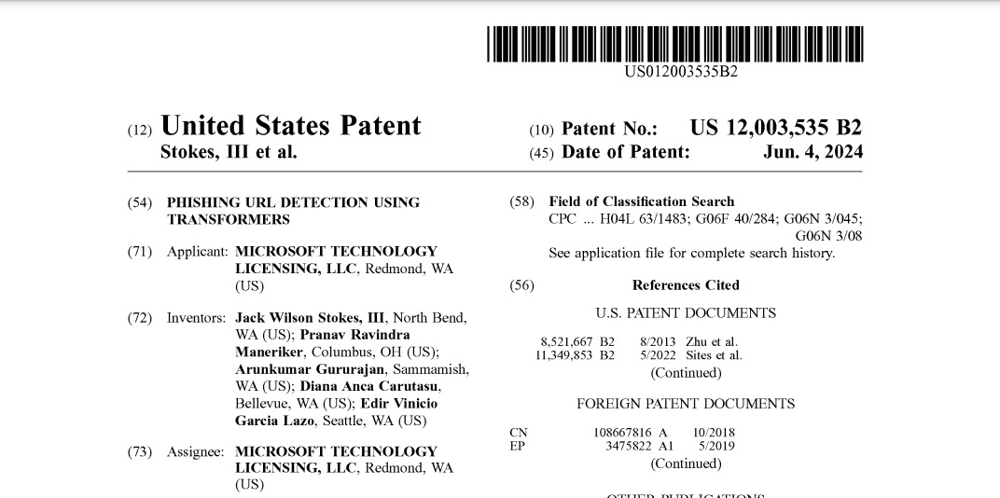 US012003535B2
(12) United States Patent
Stokes, III et al.
(10) Patent No.: US 12,003,535 B2
(45) Date of Patent: Jun. 4, 2024
(54) PHISHING URL DETECTION USING
TRANSFORMERS
(71) Applicant: MICROSOFT TECHNOLOGY
LICENSING, LLC, Redmond, WA
(US)
(72) Inventors: Jack Wilson Stokes, III, North Bend,
WA (US); Pranav Ravindra
Maneriker, Columbus, OH (US);
Arunkumar Gururajan, Sammamish,
WA (US); Diana Anca Carutasu,
Bellevue, WA (US); Edir Vinicio
Garcia Lazo, Seattle, WA (US)
(73) Assignee: MICROSOFT TECHNOLOGY
LICENSING, LLC, Redmond, WA
(US)
(58) Field of Classification Search
CPC ... H04L 63/1483; G06F 40/284; G06N 3/045;
G06N 3/08
See application file for complete search history.
(56) References Cited
U.S. PATENT DOCUMENTS
8,521,667 B2 8/2013 Zhu et al.
11,349,853 B2 5/2022 Sites et al.
(Continued)
FOREIGN PATENT DOCUMENTS
CN 108667816 A 10/2018
EP 3475822 A1 5/2019
(Continued)
OTHER PUBLICATIONS